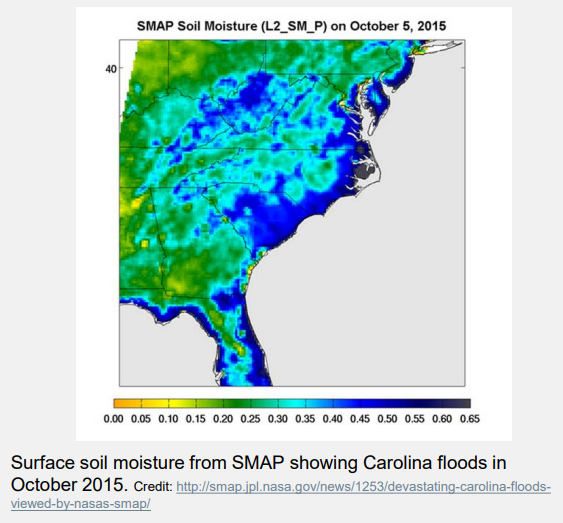 SMAP Soil Moisture (L2_SM_P) on October 5, 2015
40
0.00 0.05 0.10 0.15 0.20 0.25 0.30 0.35 0.40 0.45 0.50 0.55 0.60 0.65
Surface soil moisture from SMAP showing Carolina floods in
October 2015. Credit: http://smap.jpl.nasa.gov/news/1253/devastating-carolina-floods-
viewed-by-nasas-smap/